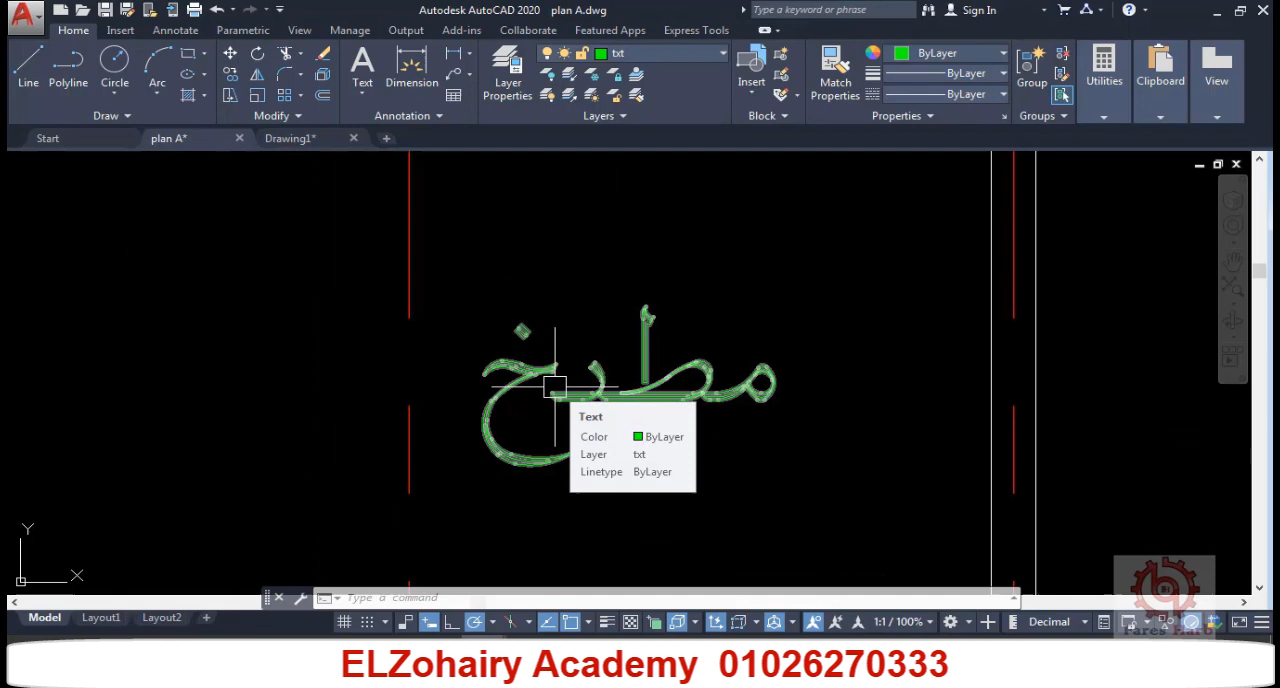 Autodesk AutoCAD 2020 plan A.dwg
Type a keyword or phrase
Sign In
Home Insert Annotate Parametric View Manage Output Add-ins Collaborate Featured Apps Express Tools
txt
ByLayer
Line Polyline Circle Arc
Text Dimension
Layer Properties
Insert
Match Properties
ByLayer
ByLayer
Group
Utilities Clipboard View
Draw Modify Annotation Layers Block Properties Groups
Start plan A* Drawing1*
مطبخ
Text
Color ByLayer
Layer txt
Linetype ByLayer
Y
X
Type a command
Model Layout1 Layout2
1:1 / 100%
Decimal
Fares Harb
ELZohairy Academy 01026270333